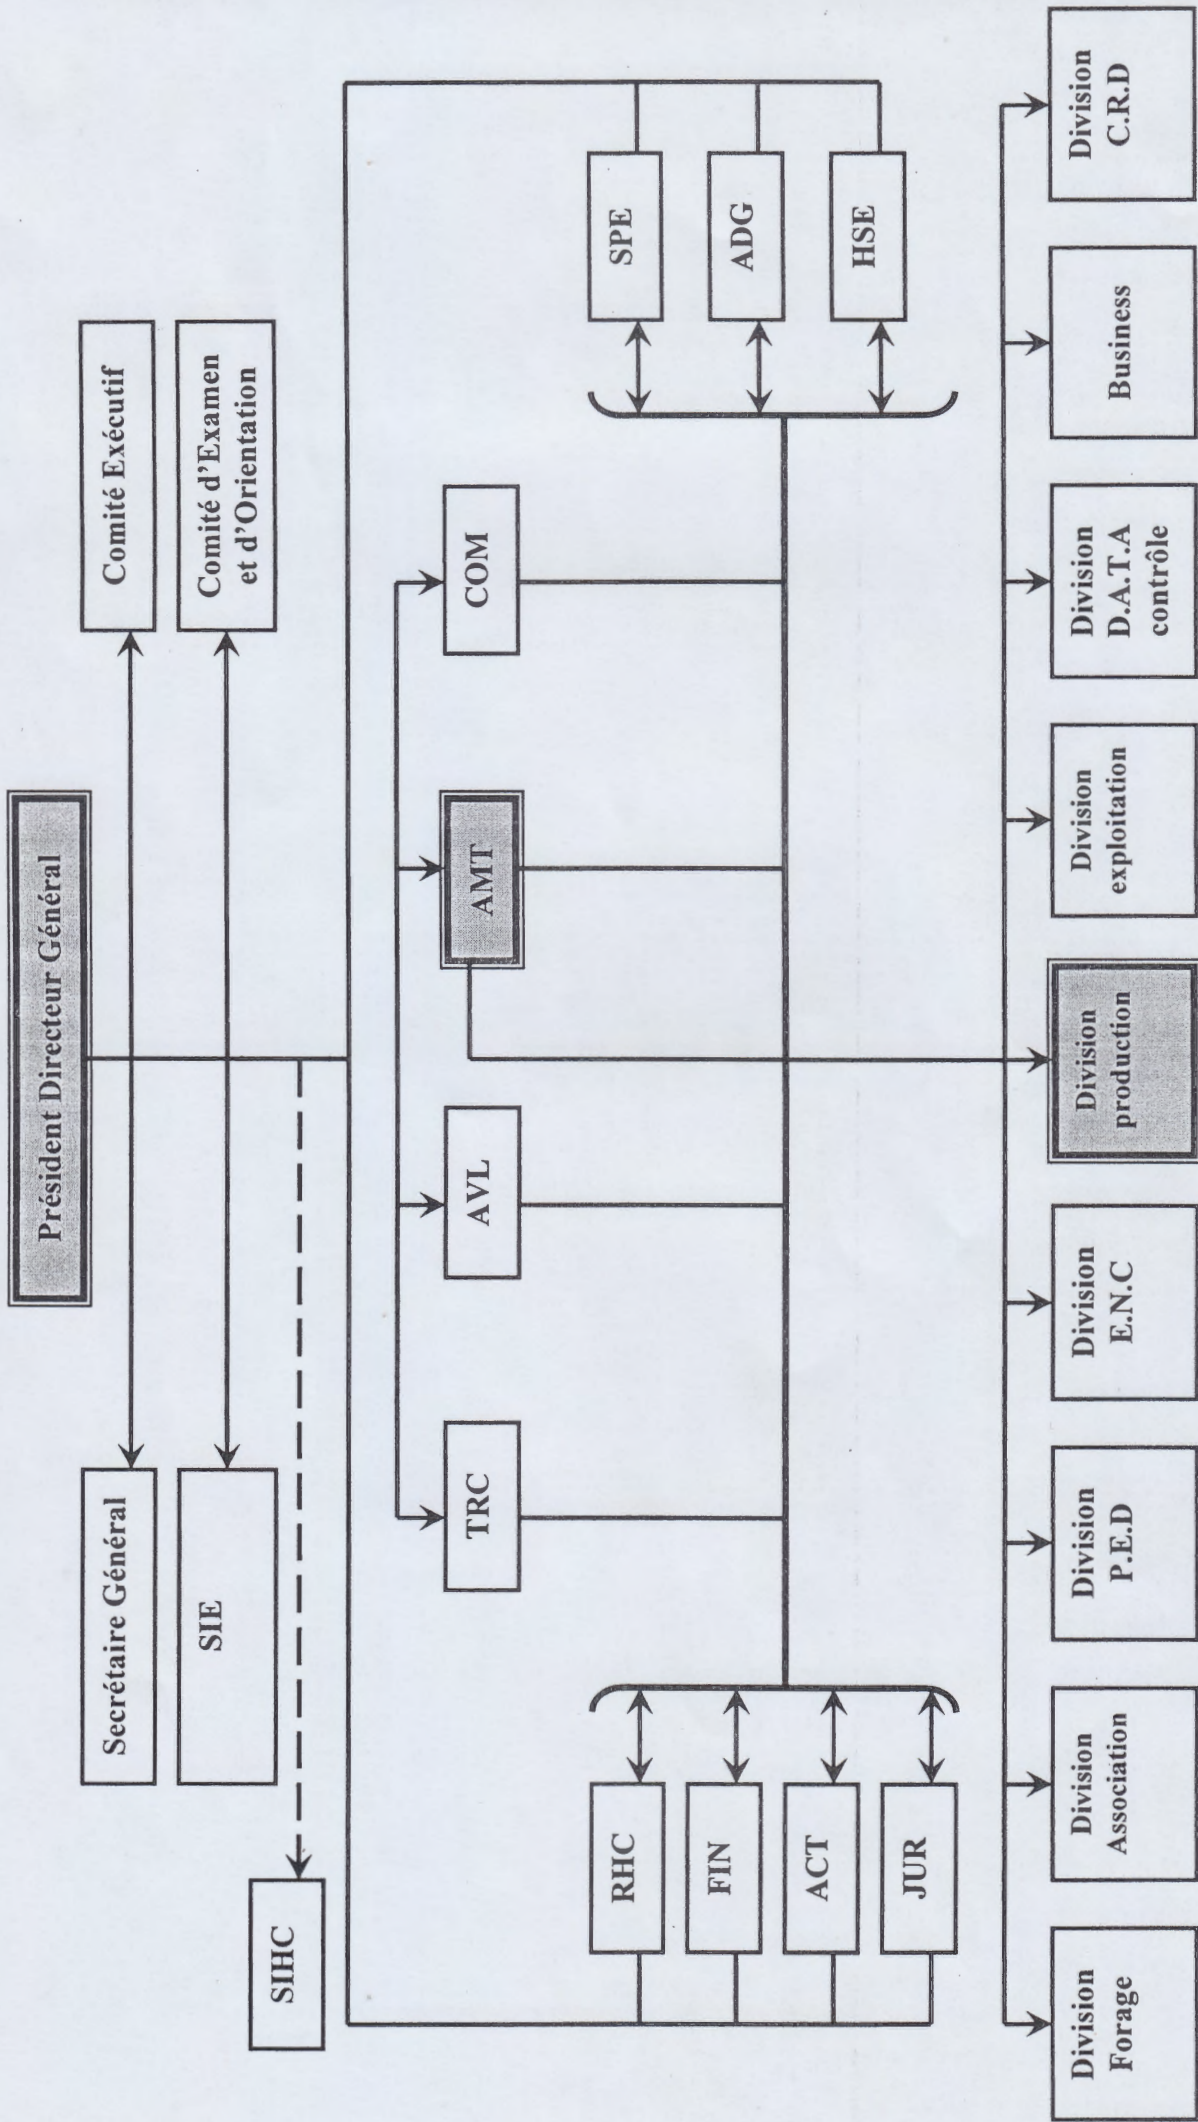 Président Directeur Général
Secrétaire Général
Comité Exécutif
SIE
Comité d'Examen
et d'Orientation
SIHC
TRC
AVL
AMT
COM
RHC
FIN
ACT
JUR
SPE
ADG
HSE
Division
Forage
Division
Association
Division
P.E.D
Division
E.N.C
Division
production
Division
exploitation
Division
D.A.T.A
contrôle
Business
Division
C.R.D